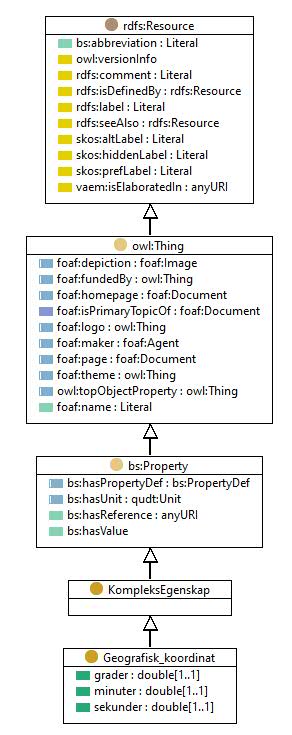 rdfs:Resource
bs:abbreviation : Literal
owl:versionInfo
rdfs:comment : Literal
rdfs:isDefinedBy : rdfs:Resource
rdfs:label : Literal
rdfs:seeAlso : rdfs:Resource
skos:altLabel : Literal
skos:hiddenLabel : Literal
skos:prefLabel : Literal
vaem:isElaboratedIn : anyURI
owl:Thing
foaf:depiction : foaf:Image
foaf:fundedBy : owl:Thing
foaf:homepage : foaf:Document
foaf:isPrimaryTopicOf : foaf:Document
foaf:logo : owl:Thing
foaf:maker : foaf:Agent
foaf:page : foaf:Document
foaf:theme : owl:Thing
owl:topObjectProperty : owl:Thing
foaf:name : Literal
bs:Property
bs:hasPropertyDef : bs:PropertyDef
bs:hasUnit : qudt:Unit
bs:hasReference : anyURI
bs:hasValue
KompleksEgenskap
Geografisk_koordinat
grader : double[1..1]
minuter : double[1..1]
sekunder : double[1..1]